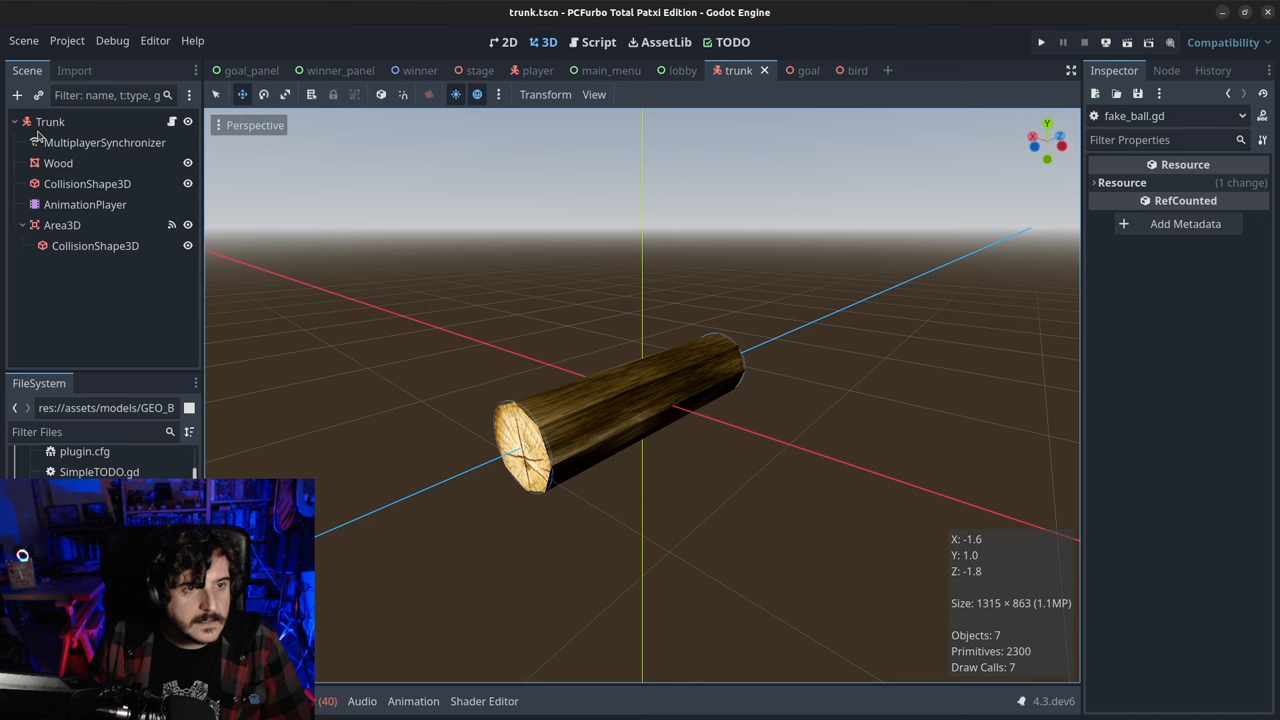 trunk.tscn - PCFurbo Total Patxi Edition - Godot Engine
Scene Project Debug Editor Help
2D 3D Script AssetLib TODO
Compatibility
Scene Import
goal_panel winner_panel winner stage player main_menu lobby trunk goal bird
Inspector Node History
Filter: name, t:type, g
Transform View
fake_ball.gd
Trunk
Perspective
Y
X Z
Filter Properties
MultiplayerSynchronizer
Wood
Resource
CollisionShape3D
Resource (1 change)
AnimationPlayer
RefCounted
Area3D
Add Metadata
CollisionShape3D
FileSystem
res://assets/models/GEO_B
Filter Files
plugin.cfg
SimpleTODO.gd
X: -1.6
Y: 1.0
Z: -1.8
Size: 1315 × 863 (1.1MP)
Objects: 7
Primitives: 2300
Draw Calls: 7
(40) Audio Animation Shader Editor
4.3.dev6